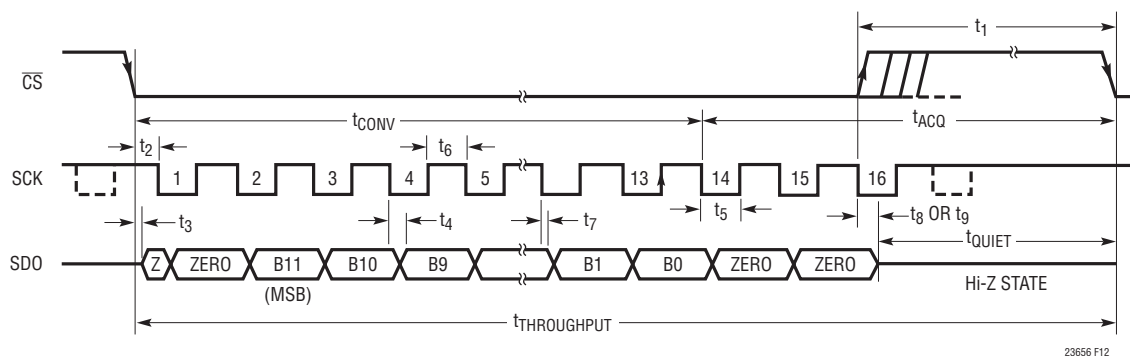 t1
CS
tCONV
tACQ
t2
t6
SCK
1
2
3
4
5
13
14
15
16
t3
t4
t7
t5
t8 OR t9
tQUIET
SDO
Z
ZERO
B11
B10
B9
B1
B0
ZERO
ZERO
(MSB)
Hi-Z STATE
tTHROUGHPUT
23656 F12